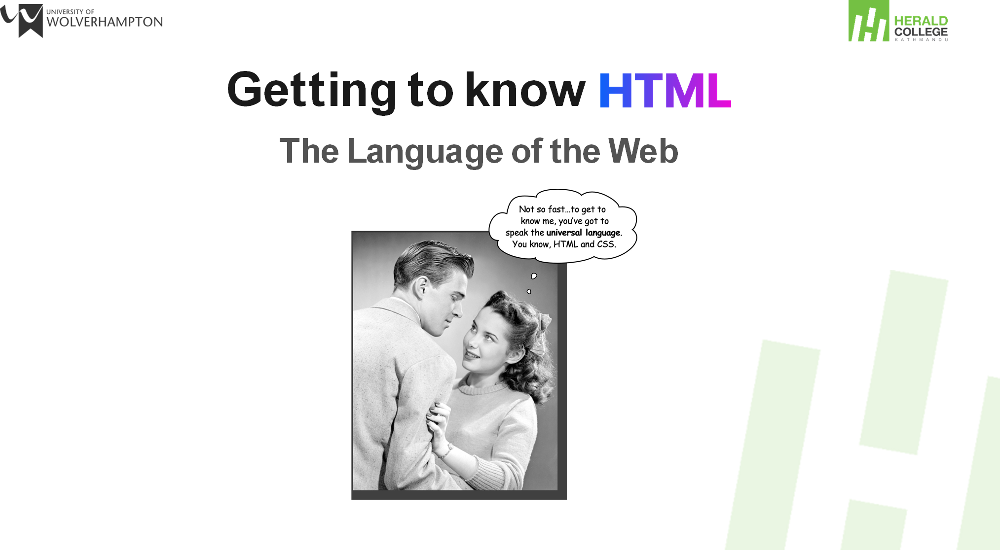 UNIVERSITY OF
WOLVERHAMPTON
HERALD
COLLEGE
KATHMANDU
Getting to know HTML
The Language of the Web
Not so fast...to get to
know me, you've got to
speak the universal language.
You know, HTML and CSS.